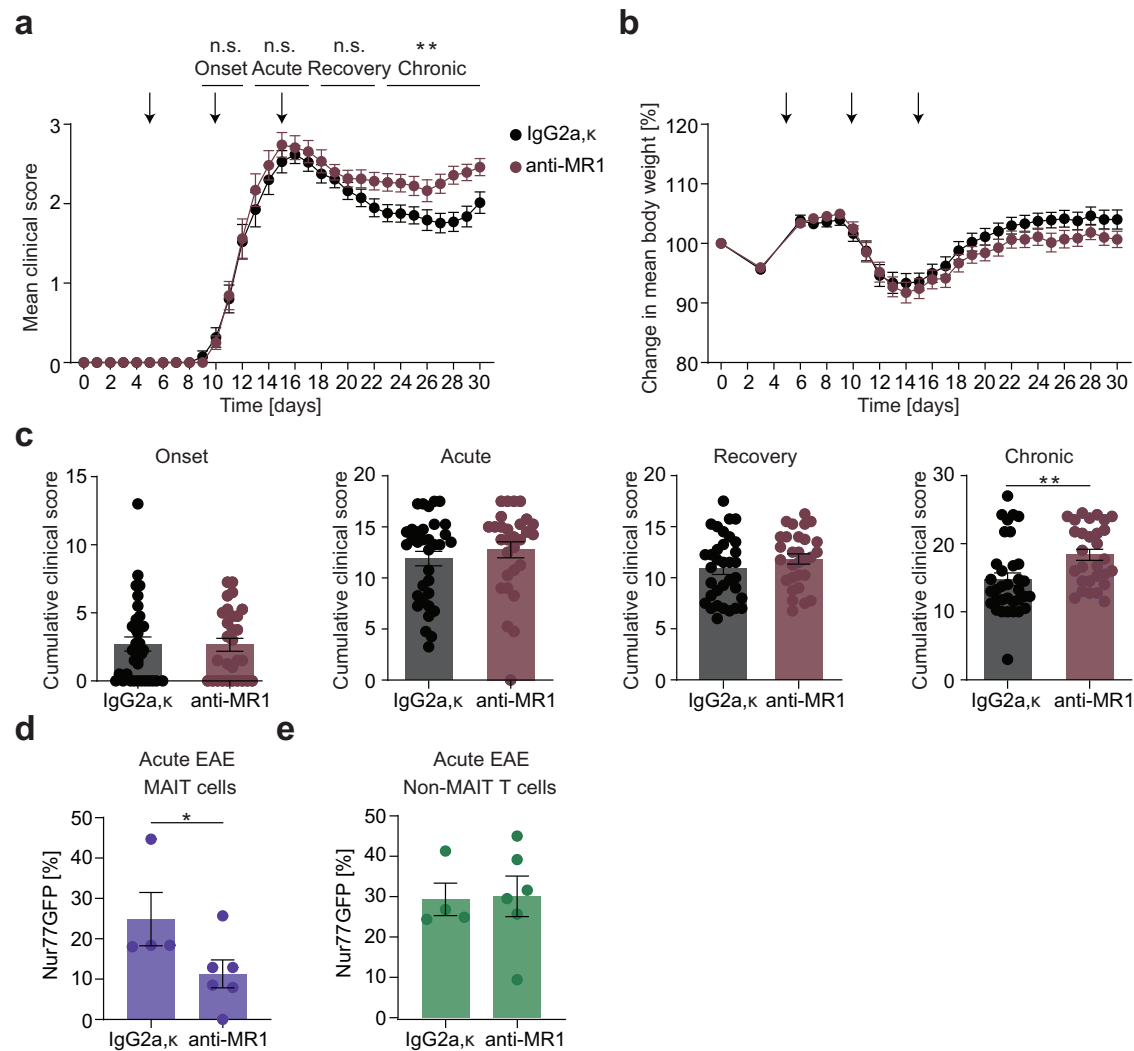 a
n.s. n.s. n.s. **
Onset Acute Recovery Chronic
IgG2a,κ
anti-MR1
Mean clinical score
3
2
1
0
0 2 4 6 8 10 12 14 16 18 20 22 24 26 28 30
Time [days]
b
Change in mean body weight [%]
120
110
100
90
80
0 2 4 6 8 10 12 14 16 18 20 22 24 26 28 30
Time [days]
c
Onset
Cumulative clinical score
15
10
5
0
IgG2a,κ anti-MR1
Acute
Cumulative clinical score
20
15
10
5
0
IgG2a,κ anti-MR1
Recovery
Cumulative clinical score
20
15
10
5
0
IgG2a,κ anti-MR1
Chronic
**
Cumulative clinical score
30
20
10
0
IgG2a,κ anti-MR1
d
Acute EAE
MAIT cells
*
Nur77GFP [%]
50
40
30
20
10
0
IgG2a,κ anti-MR1
e
Acute EAE
Non-MAIT T cells
Nur77GFP [%]
50
40
30
20
10
0
IgG2a,κ anti-MR1